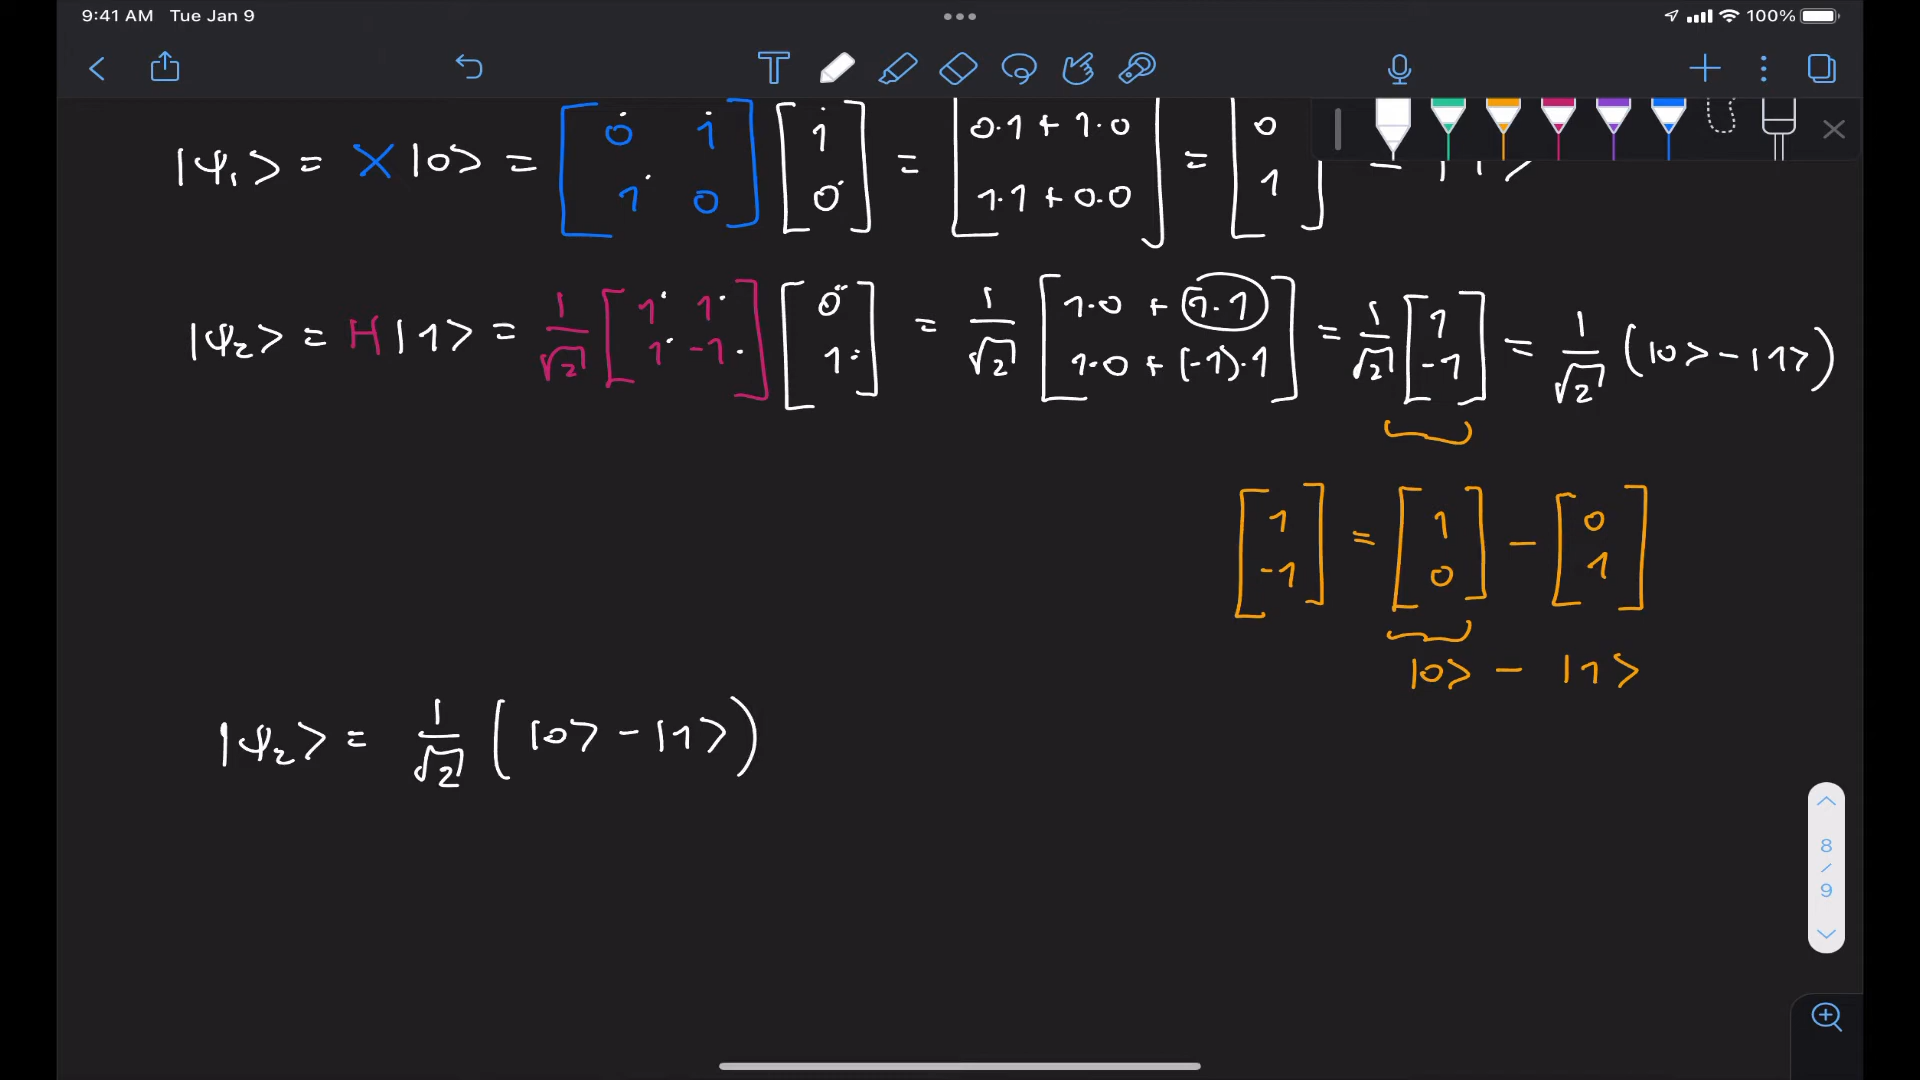 9:41 AM Tue Jan 9
100%
T
|ψ₁> = X |0> = [0 1; 1 0] [1; 0] = [0·1 + 1·0; 1·1 + 0·0] = [0; 1]
|ψ₂> = H |1> = 1/√2 [1 1; 1 -1] [0; 1] = 1/√2 [1·0 + 1·1; 1·0 + (-1)·1] = 1/√2 [1; -1] = 1/√2 (|0> - |1>)
[1; -1] = [1; 0] - [0; 1]
|0> - |1>
|ψ₂> = 1/√2 (|0> - |1>)
8
/
9